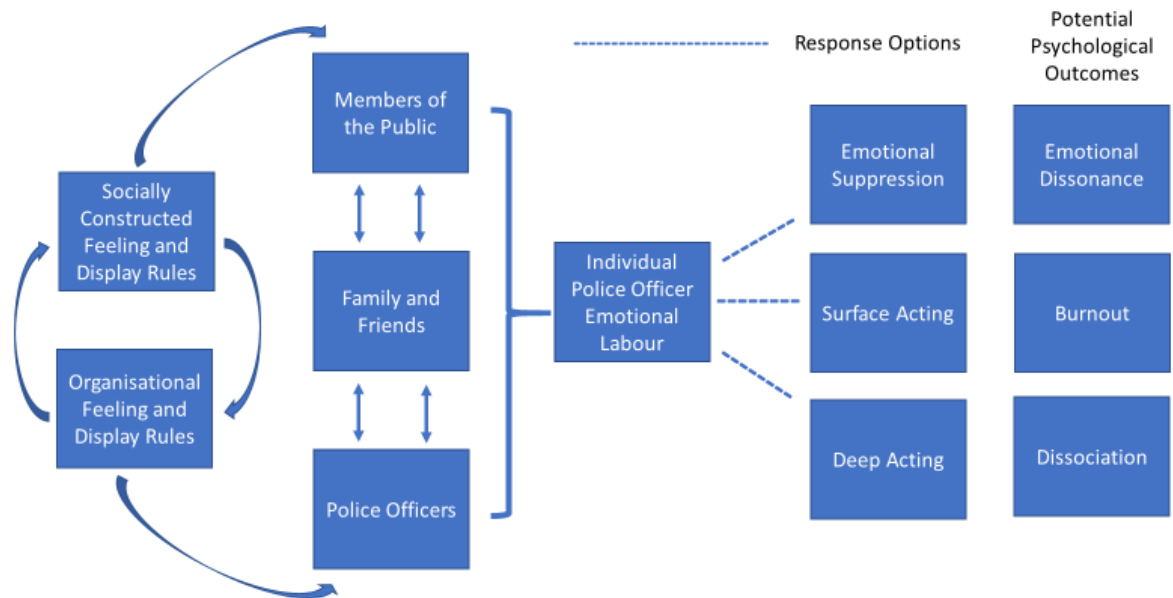 Response Options
Potential
Psychological
Outcomes
Members of
the Public
Emotional
Suppression
Emotional
Dissonance
Socially
Constructed
Feeling and
Display Rules
Individual
Police Officer
Emotional
Labour
Family and
Friends
Surface Acting
Burnout
Organisational
Feeling and
Display Rules
Police Officers
Deep Acting
Dissociation